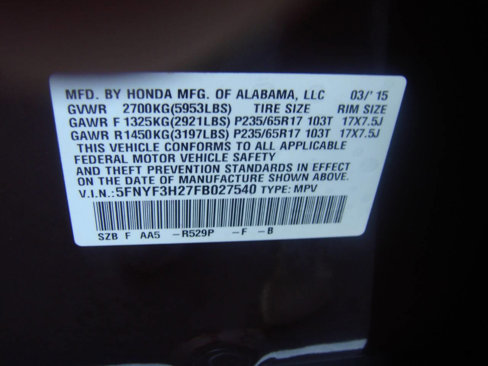 MFD. BY HONDA MFG. OF ALABAMA, LLC 03/'15
GVWR 2700KG(5953LBS) TIRE SIZE RIM SIZE
GAWR F 1325KG(2921LBS) P235/65R17 103T 17X7.5J
GAWR R1450KG(3197LBS) P235/65R17 103T 17X7.5J
THIS VEHICLE CONFORMS TO ALL APPLICABLE
FEDERAL MOTOR VEHICLE SAFETY
AND THEFT PREVENTION STANDARDS IN EFFECT
ON THE DATE OF MANUFACTURE SHOWN ABOVE.
V.I.N.: 5FNYF3H27FB027540 TYPE: MPV
SZB F AA5 -R529P -F -B